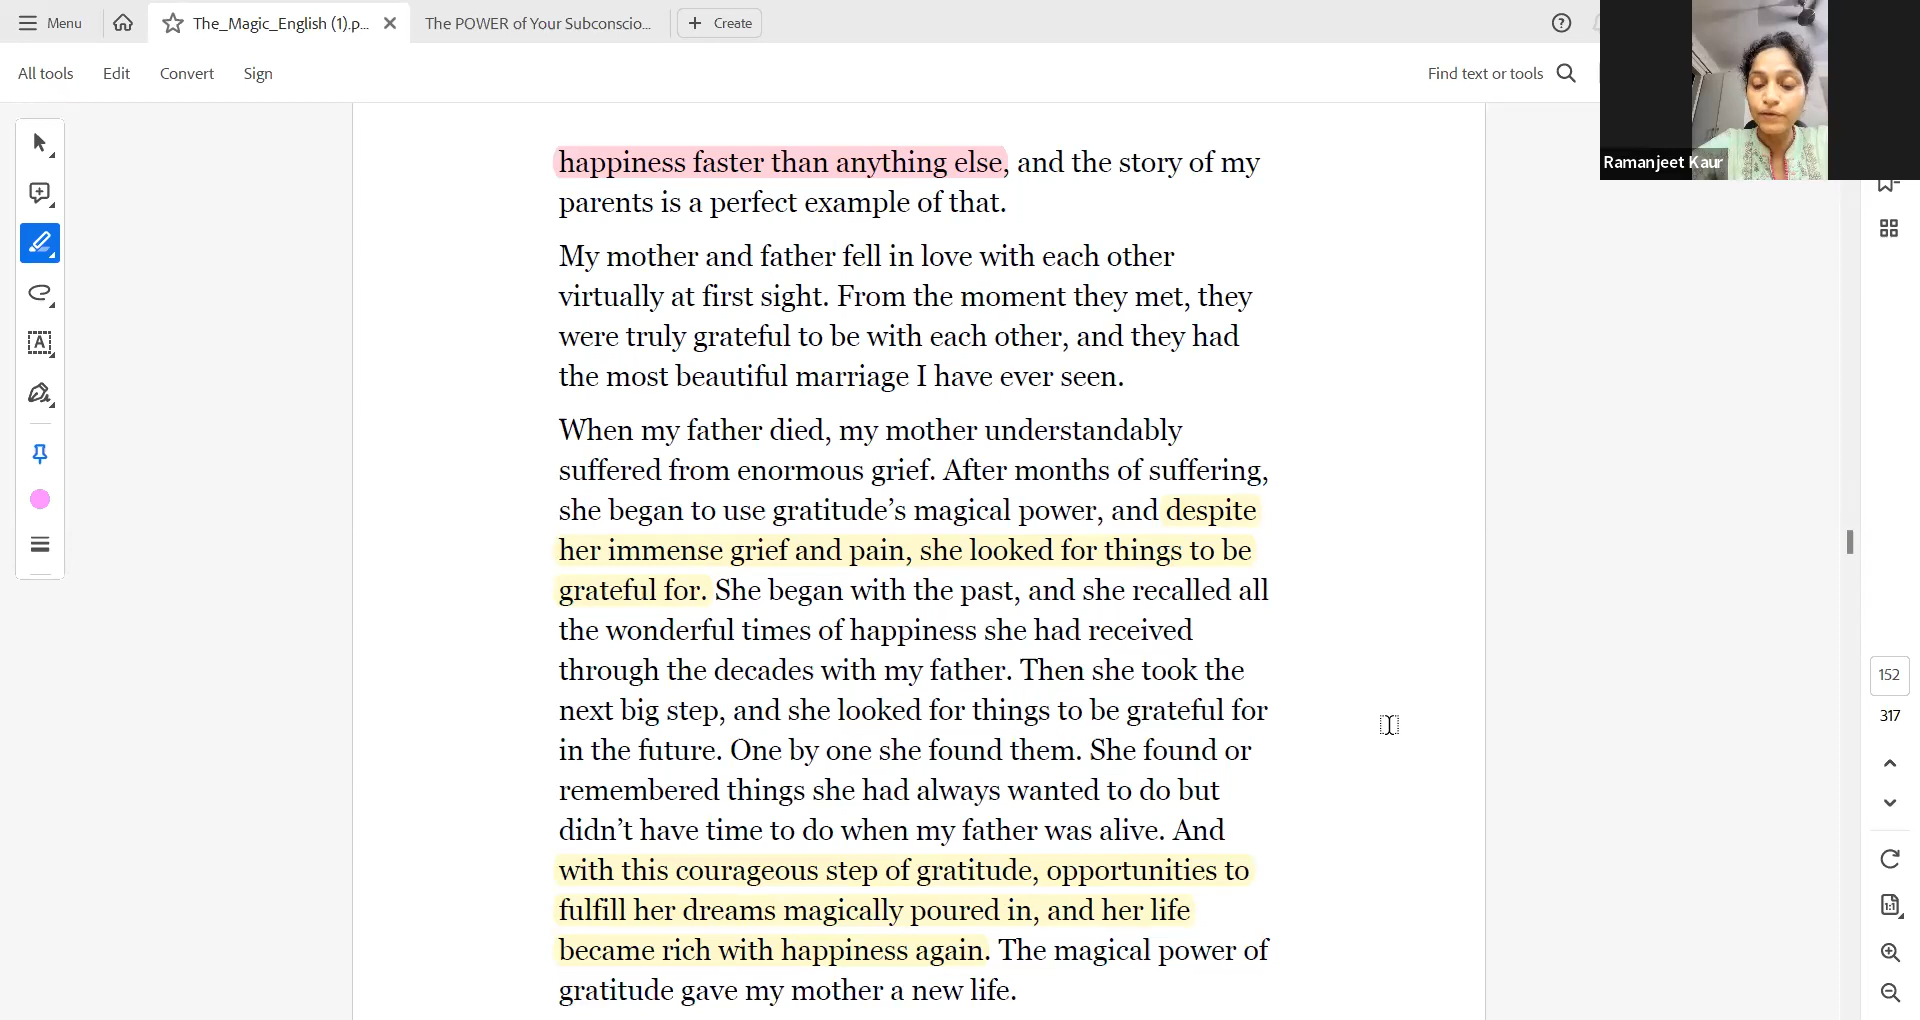 Menu
The_Magic_English (1).p...
The POWER of Your Subconscio...
Create
All tools
Edit
Convert
Sign
Find text or tools
Ramanjeet Kaur
happiness faster than anything else, and the story of my
parents is a perfect example of that.
My mother and father fell in love with each other
virtually at first sight. From the moment they met, they
were truly grateful to be with each other, and they had
the most beautiful marriage I have ever seen.
When my father died, my mother understandably
suffered from enormous grief. After months of suffering,
she began to use gratitude’s magical power, and despite
her immense grief and pain, she looked for things to be
grateful for. She began with the past, and she recalled all
the wonderful times of happiness she had received
through the decades with my father. Then she took the
next big step, and she looked for things to be grateful for
in the future. One by one she found them. She found or
remembered things she had always wanted to do but
didn’t have time to do when my father was alive. And
with this courageous step of gratitude, opportunities to
fulfill her dreams magically poured in, and her life
became rich with happiness again. The magical power of
gratitude gave my mother a new life.
152
317